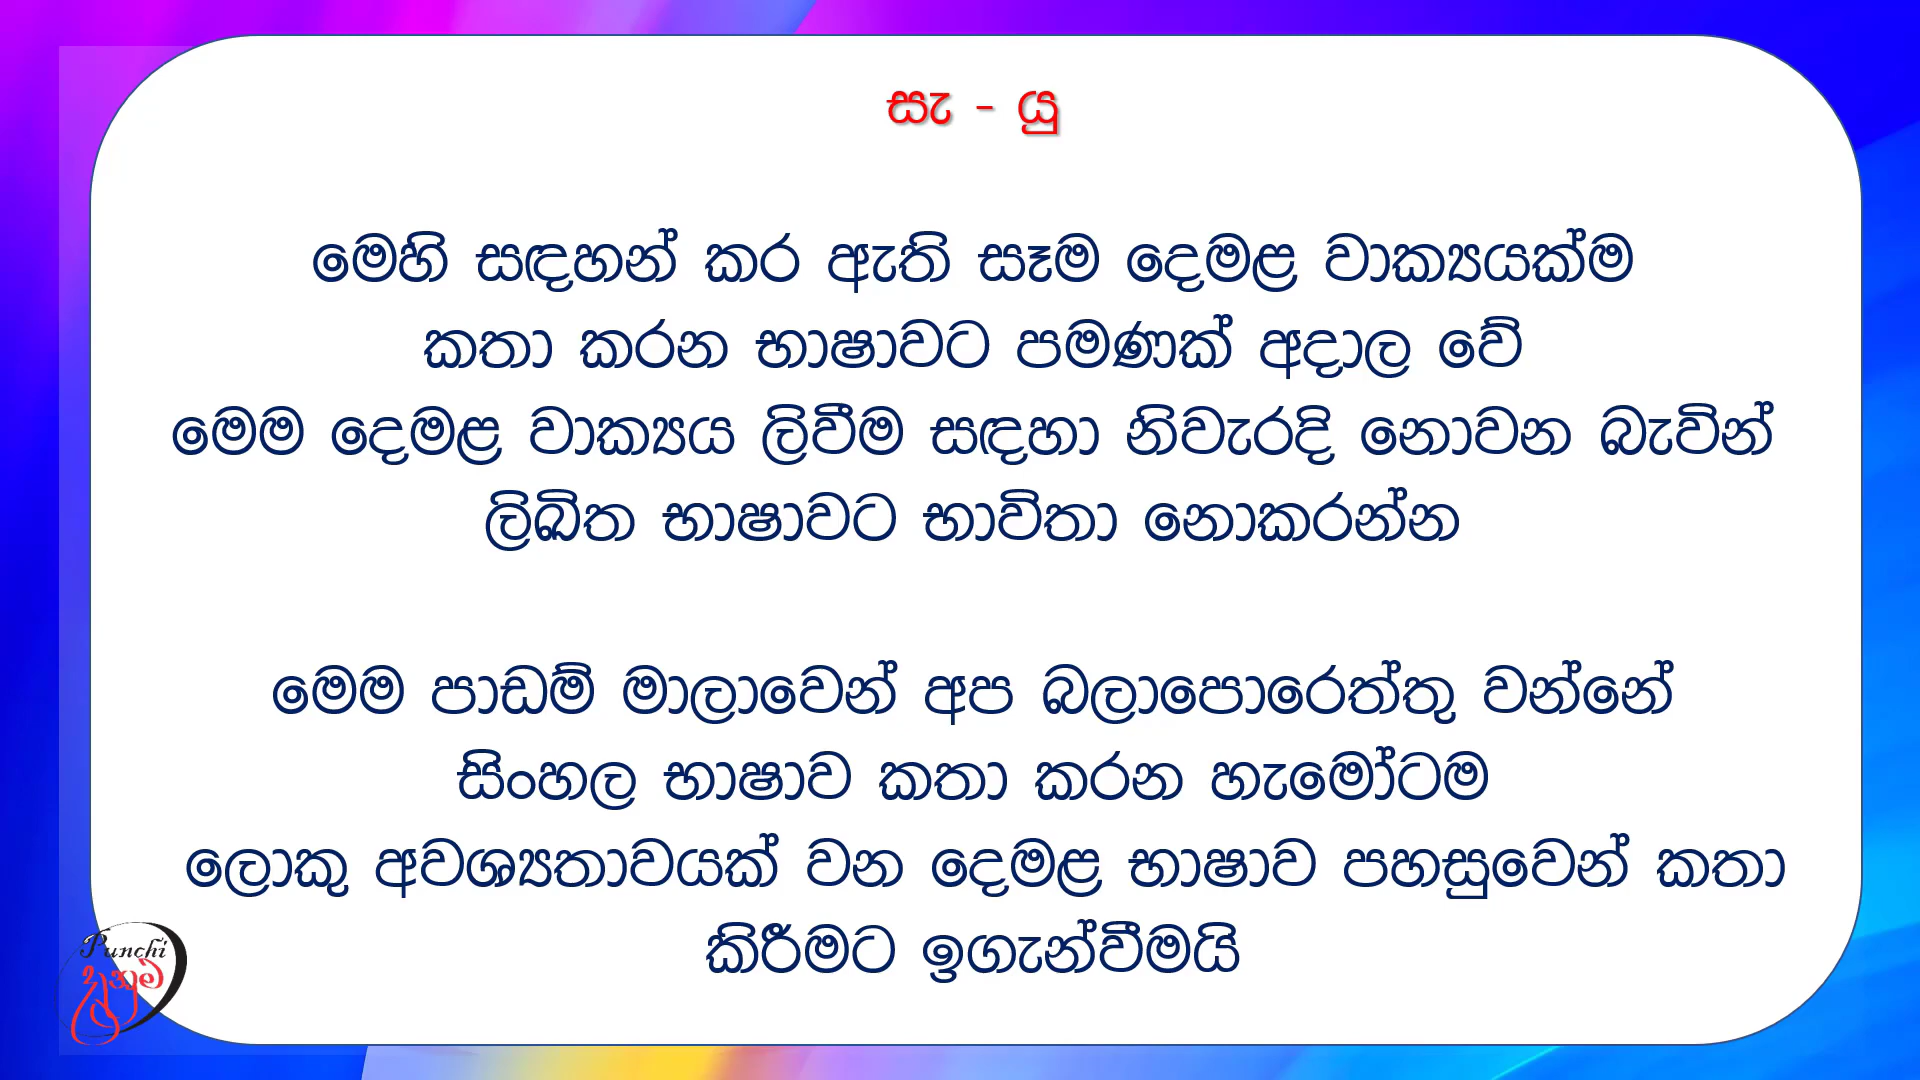 සැ - යු
මෙහි සඳහන් කර ඇති සෑම දෙමළ වාක්‍යයක්ම
කතා කරන භාෂාවට පමණක් අදාල වේ
මෙම දෙමළ වාක්‍යය ලිවීම සඳහා නිවැරදි නොවන බැවින්
ලිඛිත භාෂාවට භාවිතා නොකරන්න
මෙම පාඩම් මාලාවෙන් අප බලාපොරෙත්තු වන්නේ
සිංහල භාෂාව කතා කරන හැමෝටම
ලොකු අවශ්‍යතාවයක් වන දෙමළ භාෂාව පහසුවෙන් කතා
කිරීමට ඉගැන්වීමයි
Punchi
දැනුම